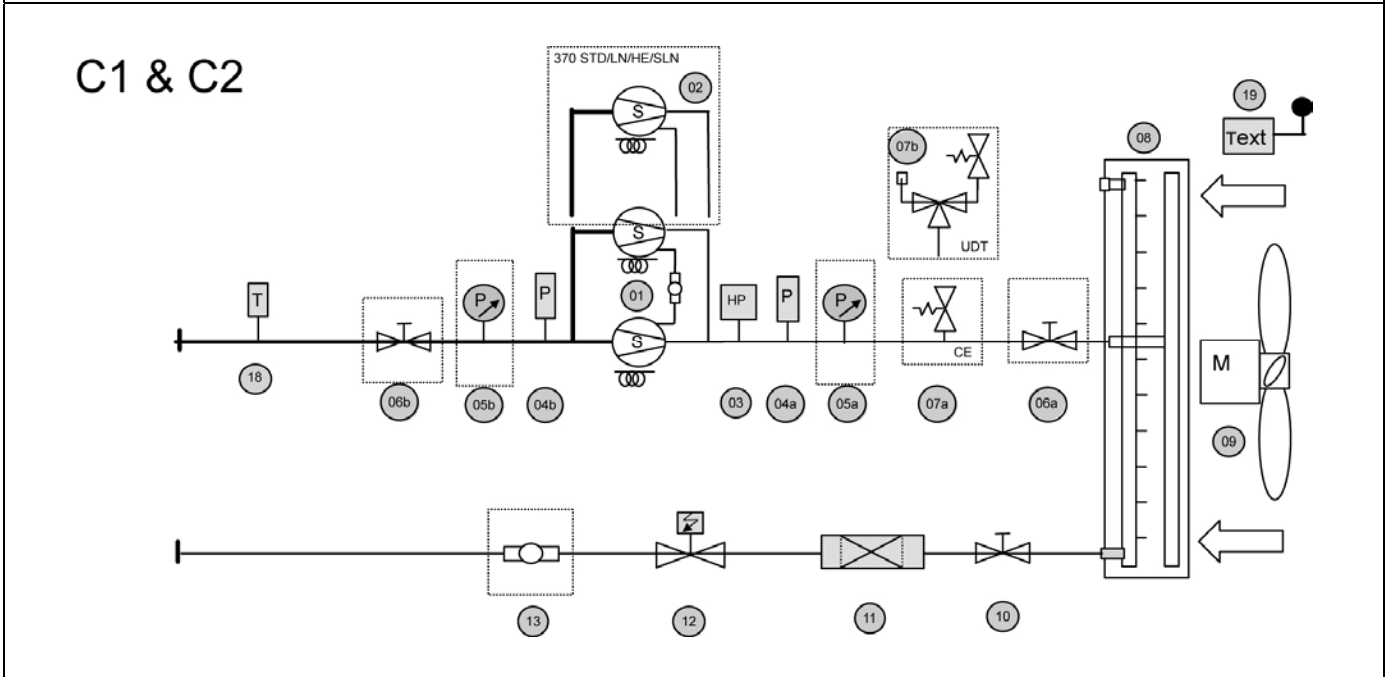 C1 & C2
370 STD/LN/HE/SLN
02
S
19
Text
08
07b
UDT
S
01
T
P
P
S
HP
P
P
CE
M
18
06b
05b
04b
03
04a
05a
07a
06a
09
13
12
11
10